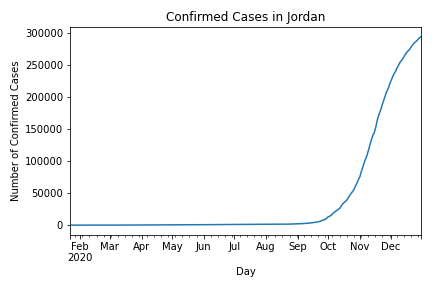 Confirmed Cases in Jordan
300000
250000
200000
150000
100000
50000
0
Number of Confirmed Cases
Feb Mar Apr May Jun Jul Aug Sep Oct Nov Dec
2020
Day